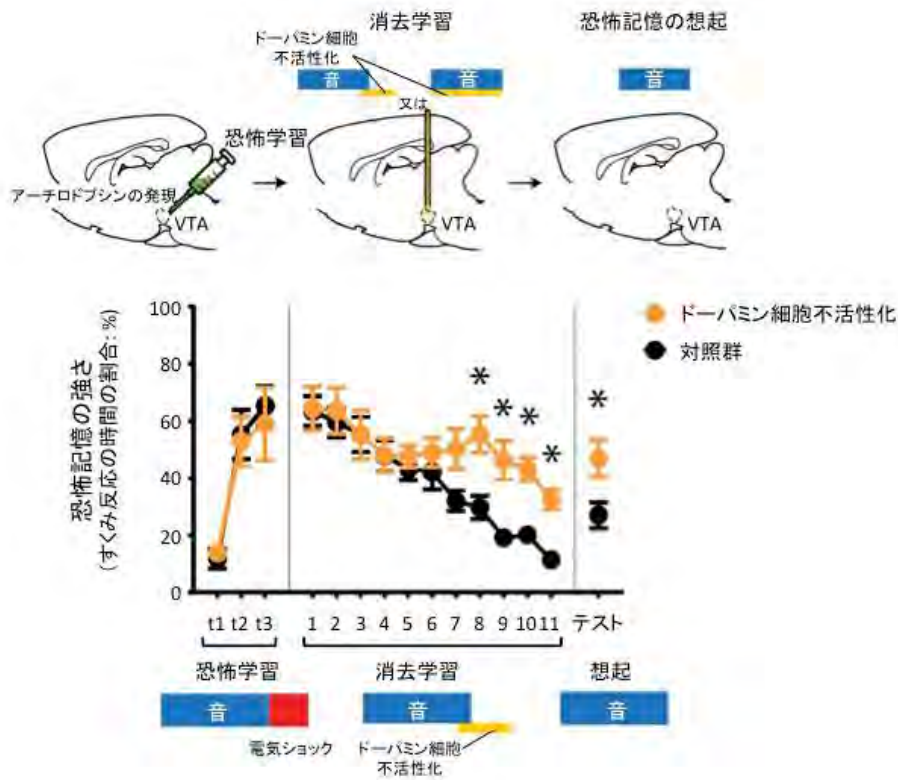 消去学習
恐怖記憶の想起
ドーパミン細胞
不活性化
音
音
音
又は
恐怖学習
アーチロドプシンの発現
VTA
VTA
VTA
恐怖記憶の強さ
(すくみ反応の時間の割合: %)
100
80
60
40
20
0
ドーパミン細胞不活性化
対照群
*
*
*
*
*
t1 t2 t3 1 2 3 4 5 6 7 8 9 10 11 テスト
恐怖学習
消去学習
想起
音
音
音
電気ショック
ドーパミン細胞
不活性化